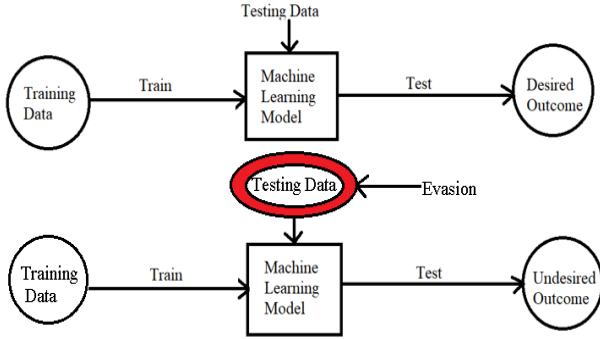 Testing Data
Training
Data
Train
Machine
Learning
Model
Test
Desired
Outcome
Testing Data
Evasion
Training
Data
Train
Machine
Learning
Model
Test
Undesired
Outcome